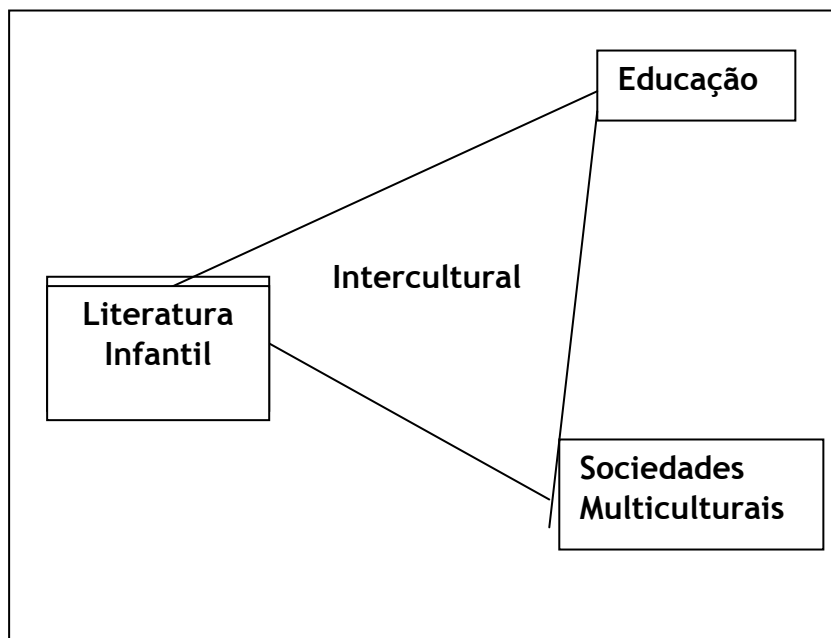 Educação
Intercultural
Literatura
Infantil
Sociedades
Multiculturais